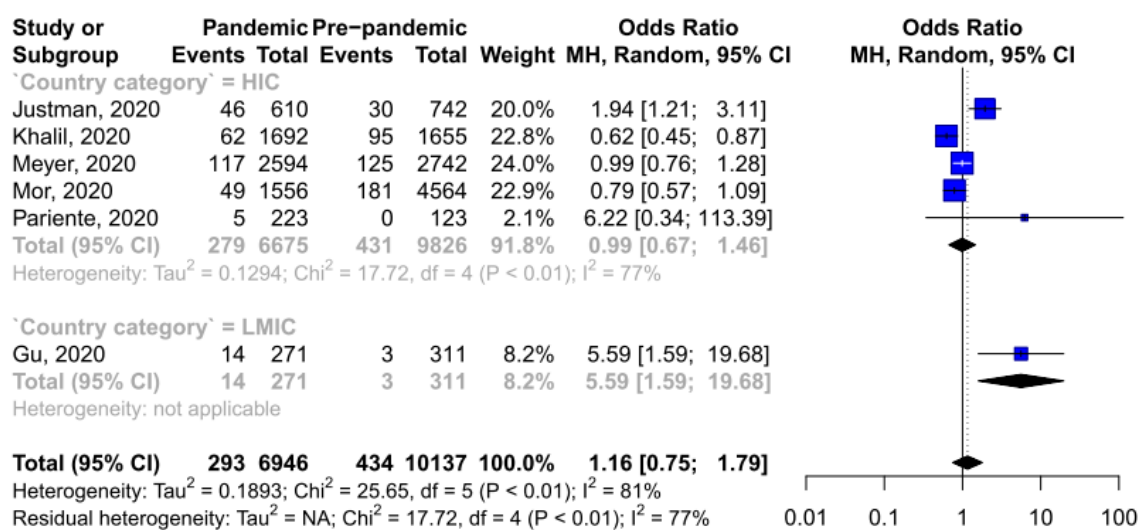 Study or Pandemic Pre−pandemic Odds Ratio Odds Ratio
Subgroup Events Total Events Total Weight MH, Random, 95% CI MH, Random, 95% CI
`Country category` = HIC
Justman, 2020 46 610 30 742 20.0% 1.94 [1.21; 3.11]
Khalil, 2020 62 1692 95 1655 22.8% 0.62 [0.45; 0.87]
Meyer, 2020 117 2594 125 2742 24.0% 0.99 [0.76; 1.28]
Mor, 2020 49 1556 181 4564 22.9% 0.79 [0.57; 1.09]
Pariente, 2020 5 223 0 123 2.1% 6.22 [0.34; 113.39]
Total (95% CI) 279 6675 431 9826 91.8% 0.99 [0.67; 1.46]
Heterogeneity: Tau² = 0.1294; Chi² = 17.72, df = 4 (P < 0.01); I² = 77%
`Country category` = LMIC
Gu, 2020 14 271 3 311 8.2% 5.59 [1.59; 19.68]
Total (95% CI) 14 271 3 311 8.2% 5.59 [1.59; 19.68]
Heterogeneity: not applicable
Total (95% CI) 293 6946 434 10137 100.0% 1.16 [0.75; 1.79]
Heterogeneity: Tau² = 0.1893; Chi² = 25.65, df = 5 (P < 0.01); I² = 81%
Residual heterogeneity: Tau² = NA; Chi² = 17.72, df = 4 (P < 0.01); I² = 77%
0.01 0.1 1 10 100